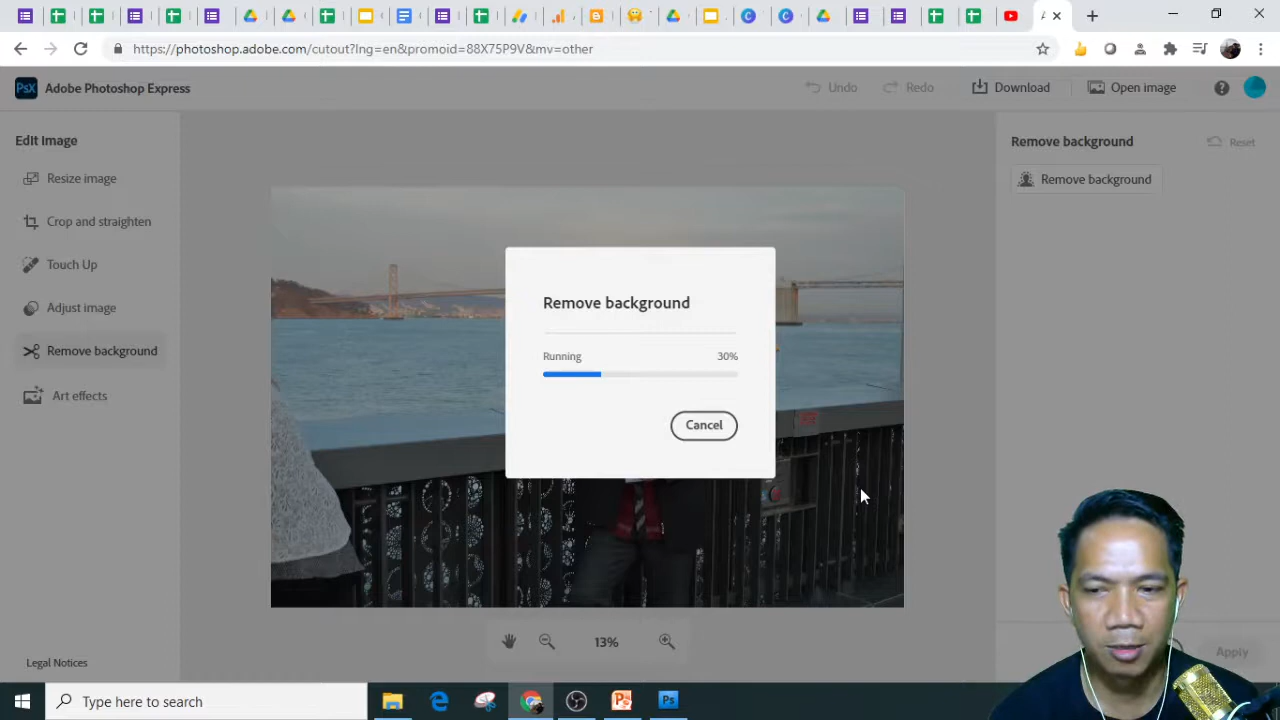 https://photoshop.adobe.com/cutout?lng=en&promoid=88X75P9V&mv=other
PsX Adobe Photoshop Express
Undo
Redo
Download
Open image
Edit Image
Resize image
Crop and straighten
Touch Up
Adjust image
Remove background
Art effects
Remove background
Reset
Remove background
Remove background
Running 30%
Cancel
13%
Apply
Legal Notices
Type here to search